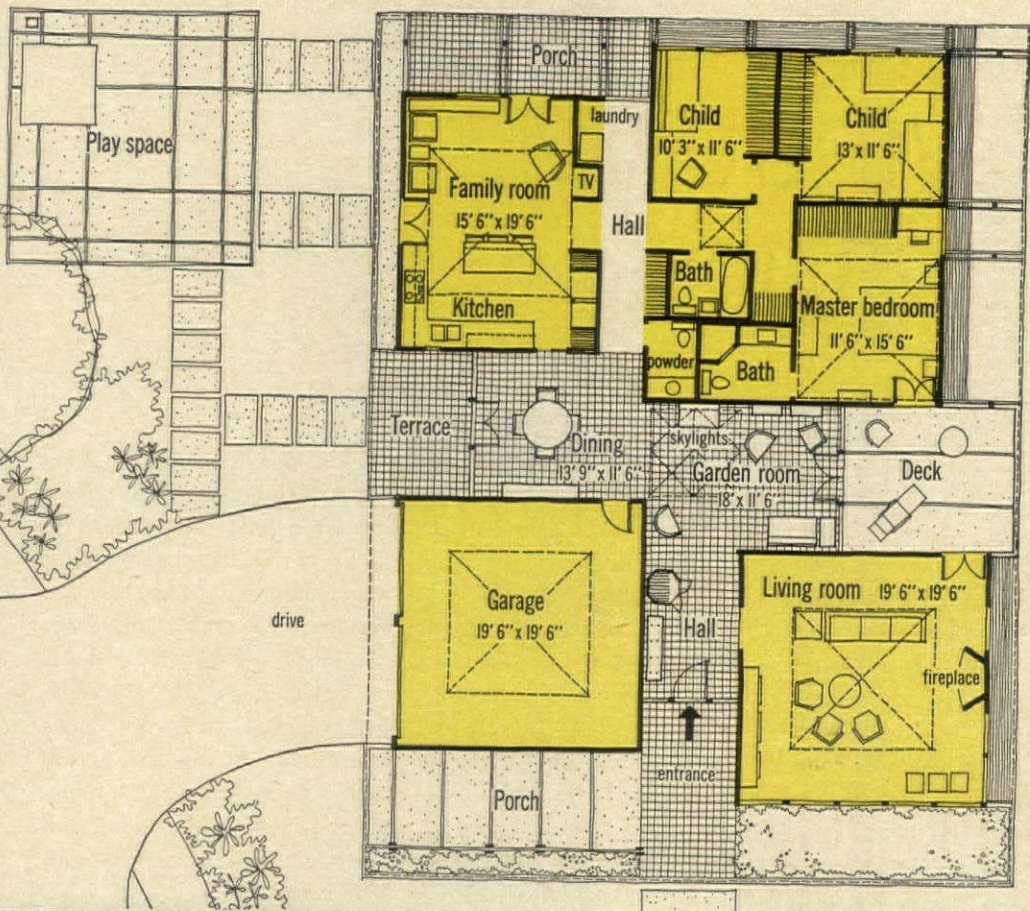 Porch
Play space
laundry
Child
10' 3" x 11' 6"
Child
13' x 11' 6"
TV
Family room
15' 6" x 19' 6"
Hall
Kitchen
Bath
Master bedroom
11' 6" x 15' 6"
powder
Bath
Terrace
Dining
13' 9" x 11' 6"
skylights
Garden room
18' x 11' 6"
Deck
Garage
19' 6" x 19' 6"
drive
Hall
Living room 19' 6" x 19' 6"
fireplace
entrance
Porch